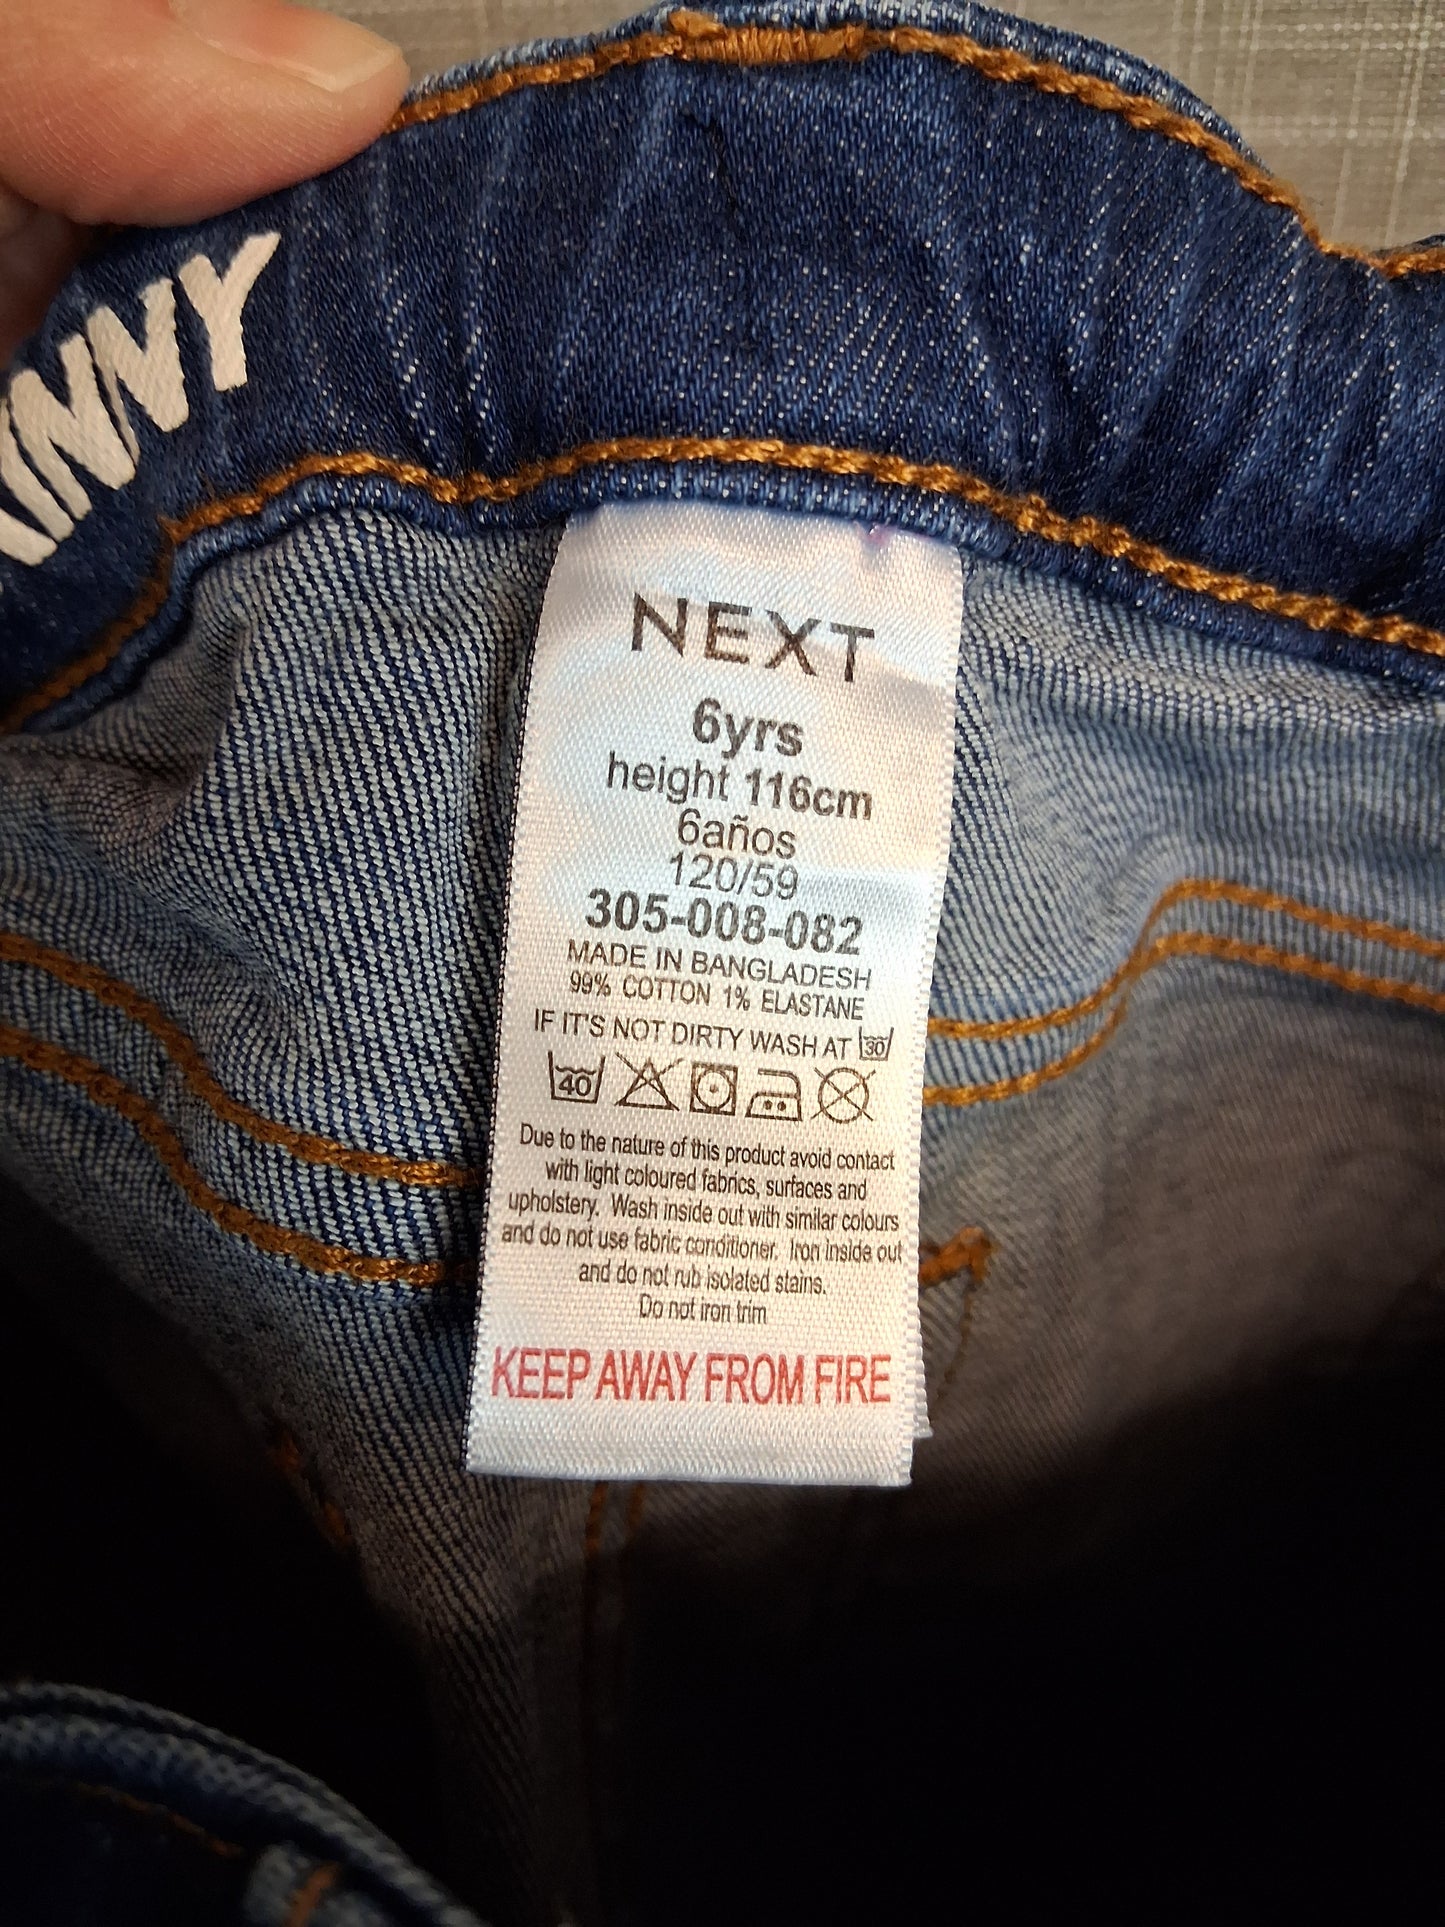 NEXT
6yrs
height 116cm
6años
120/59
305-008-082
MADE IN BANGLADESH
99% COTTON 1% ELASTANE
IF IT'S NOT DIRTY WASH AT 30
40
Due to the nature of this product avoid contact
with light coloured fabrics, surfaces and
upholstery. Wash inside out with similar colours
and do not use fabric conditioner. Iron inside out
and do not rub isolated stains.
Do not iron trim
KEEP AWAY FROM FIRE